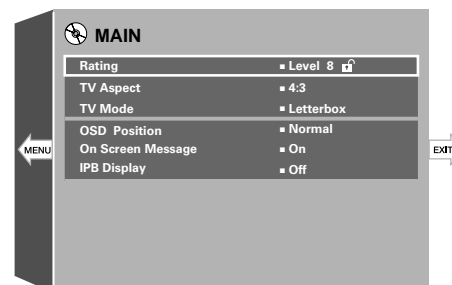 MAIN
Rating ▪ Level 8
TV Aspect ▪ 4:3
TV Mode ▪ Letterbox
OSD Position ▪ Normal
On Screen Message ▪ On
IPB Display ▪ Off
MENU
EXIT